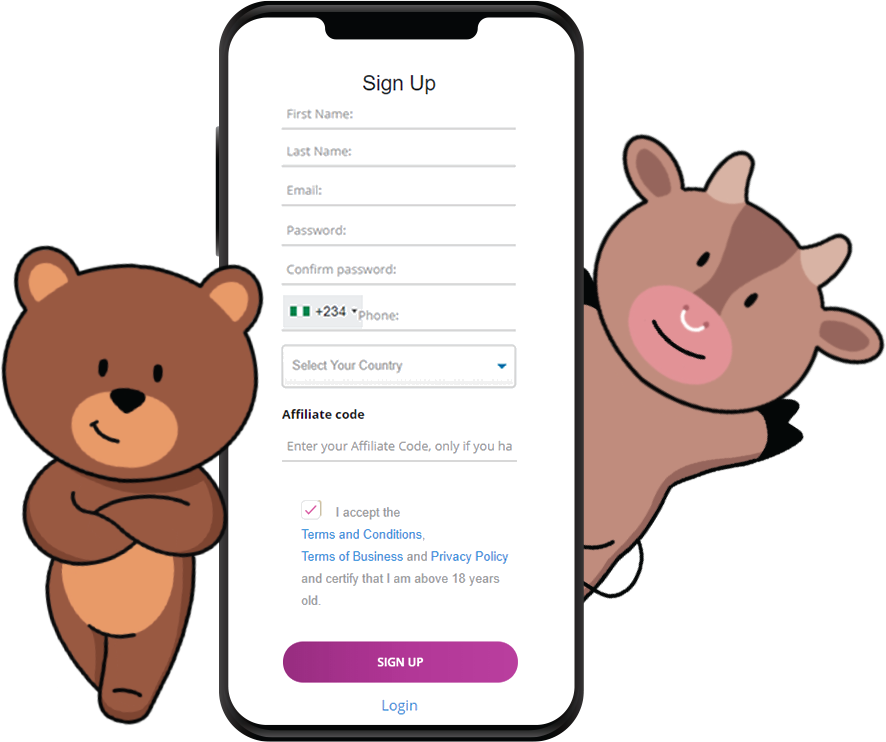 Sign Up
First Name:
Last Name:
Email:
Password:
Confirm password:
+234 Phone:
Select Your Country
Affiliate code
Enter your Affiliate Code, only if you ha
I accept the
Terms and Conditions,
Terms of Business and Privacy Policy
and certify that I am above 18 years
old.
SIGN UP
Login